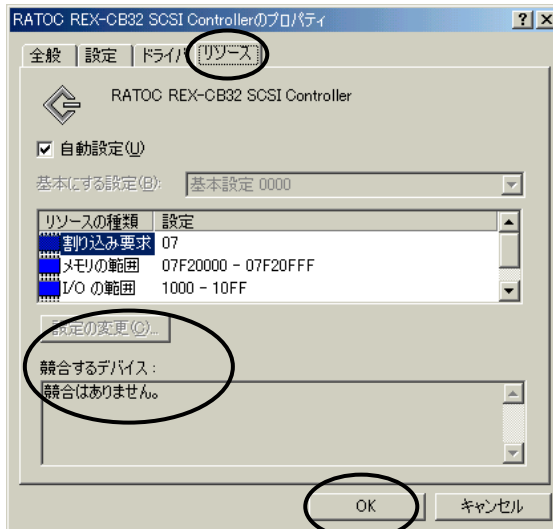 RATOC REX-CB32 SCSI Controllerのプロパティ
全般 設定 ドライバ リソース
RATOC REX-CB32 SCSI Controller
自動設定(U)
基本にする設定(B): 基本設定 0000
リソースの種類 設定
割り込み要求 07
メモリの範囲 07F20000 - 07F20FFF
I/O の範囲 1000 - 10FF
設定の変更(C)...
競合するデバイス:
競合はありません。
OK キャンセル